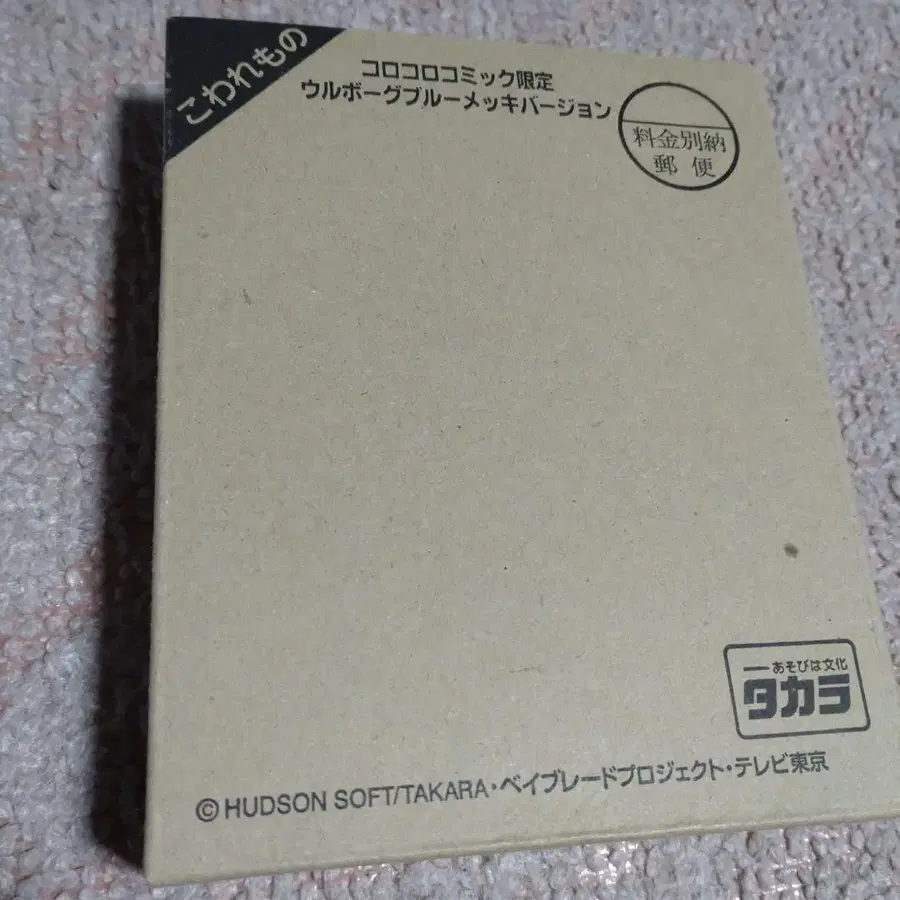 こわれもの
コロコロコミック限定
ウルボーグブルーメッキバージョン
料金別納
郵便
あそびは文化
タカラ
©HUDSON SOFT/TAKARA・ベイブレードプロジェクト・テレビ東京